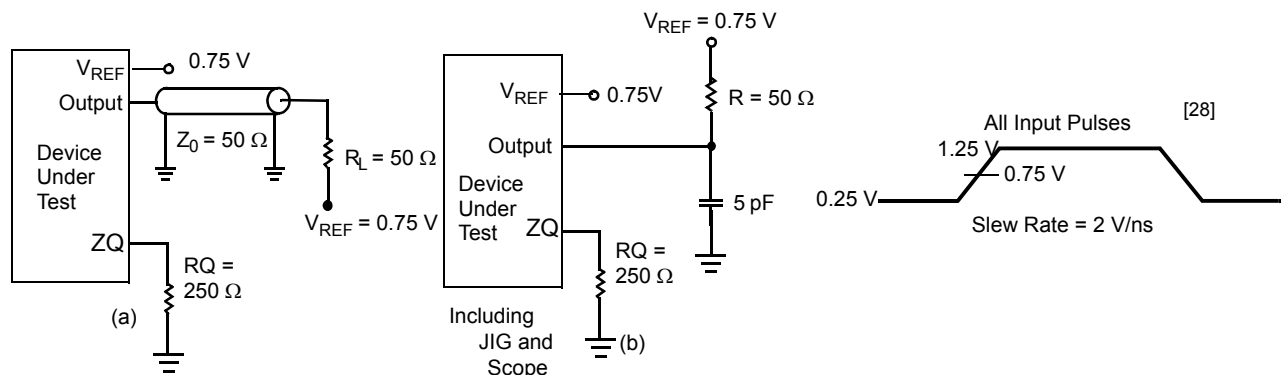 VREF
0.75 V
Output
Z0 = 50 Ω
Device
Under
Test
RL = 50 Ω
VREF = 0.75 V
ZQ
RQ =
250 Ω
(a)
VREF = 0.75 V
VREF
0.75V
R = 50 Ω
Output
Device
Under
Test
5 pF
ZQ
RQ =
250 Ω
Including
JIG and
Scope
(b)
[28]
All Input Pulses
1.25 V
0.75 V
0.25 V
Slew Rate = 2 V/ns